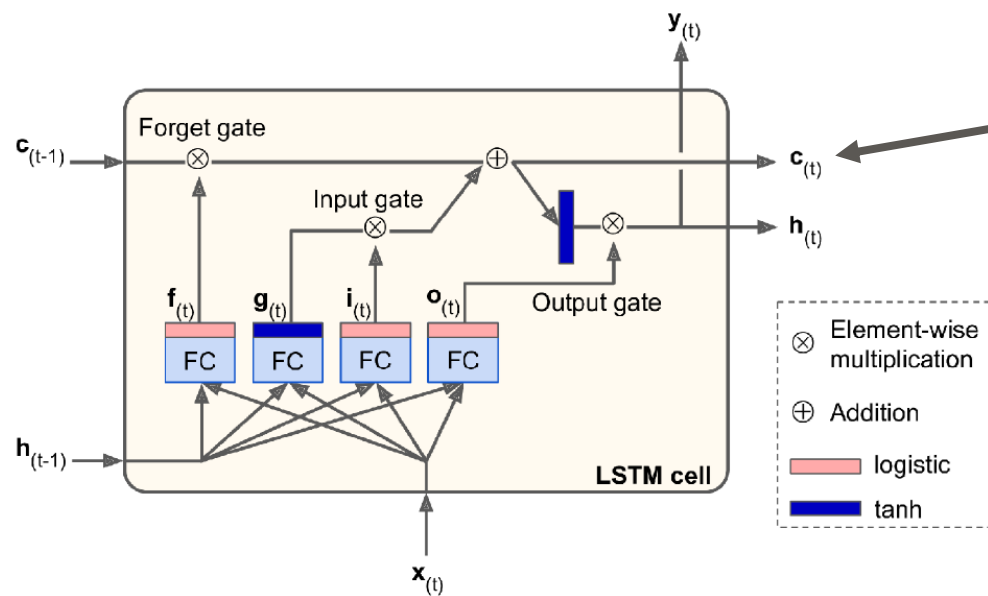 y(t)
Forget gate
c(t-1)
c(t)
Input gate
h(t)
f(t) g(t) i(t) o(t)
Output gate
FC FC FC FC
Element-wise
multiplication
Addition
h(t-1)
LSTM cell
logistic
tanh
x(t)